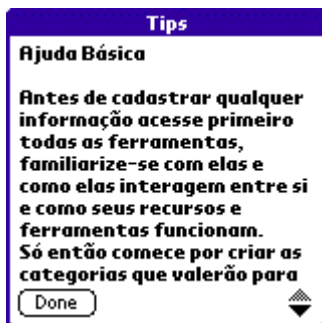 Tips
Ajuda Básica
Antes de cadastrar qualquer
informação acesse primeiro
todas as ferramentas,
familiarize-se com elas e
como elas interagem entre si
e como seus recursos e
ferramentas funcionam.
Só então comece por criar as
categorias que valerão para
Done